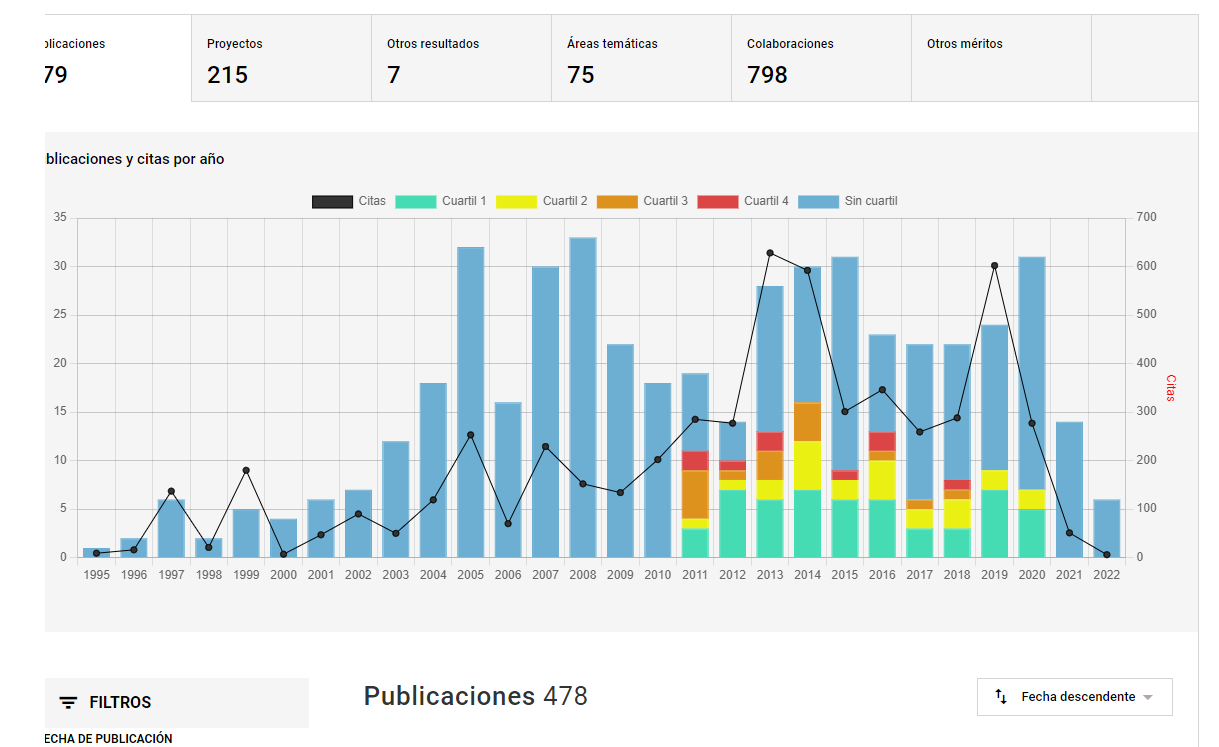 blicaciones
79
Proyectos
215
Otros resultados
7
Áreas temáticas
75
Colaboraciones
798
Otros méritos
blicaciones y citas por año
Citas Cuartil 1 Cuartil 2 Cuartil 3 Cuartil 4 Sin cuartil
35 700
30 600
25 500
20 400
15 300
10 200
5 100
0 0
Citas
1995 1996 1997 1998 1999 2000 2001 2002 2003 2004 2005 2006 2007 2008 2009 2010 2011 2012 2013 2014 2015 2016 2017 2018 2019 2020 2021 2022
FILTROS
Publicaciones 478
Fecha descendente
ECHA DE PUBLICACIÓN